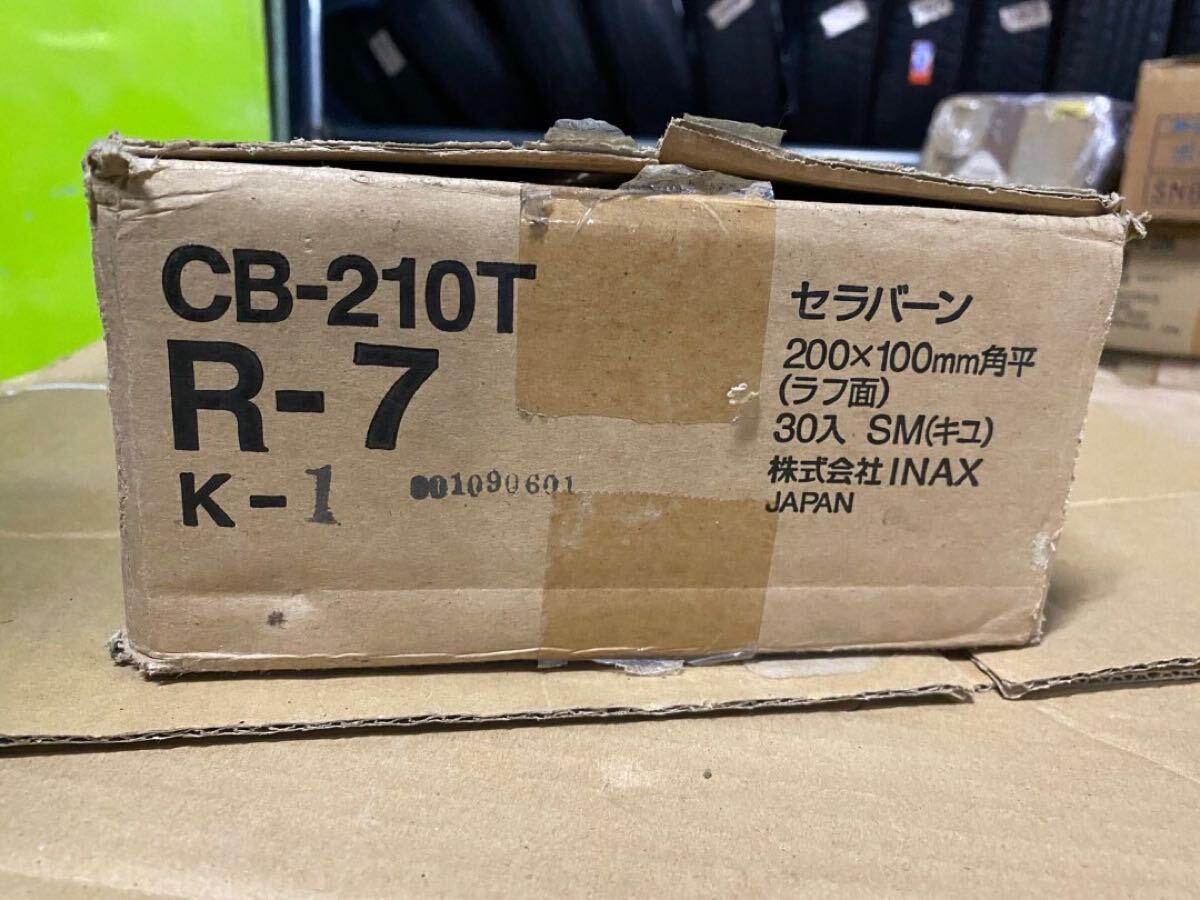 CB-210T
R-7
K-1
001090601
セラバーン
200×100mm角平
(ラフ面)
30入 SM(キユ)
株式会社INAX
JAPAN